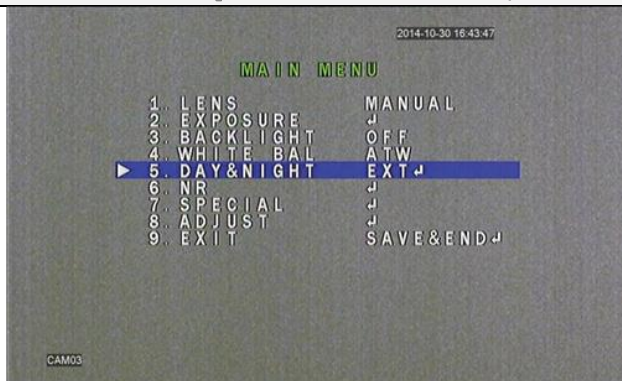 2014-10-30 16:43:47
MAIN MENU
1. LENS MANUAL
2. EXPOSURE ↲
3. BACKLIGHT OFF
4. WHITE BAL ATW
▶ 5. DAY&NIGHT EXT↲
6. NR ↲
7. SPECIAL ↲
8. ADJUST ↲
9. EXIT SAVE&END↲
CAM03